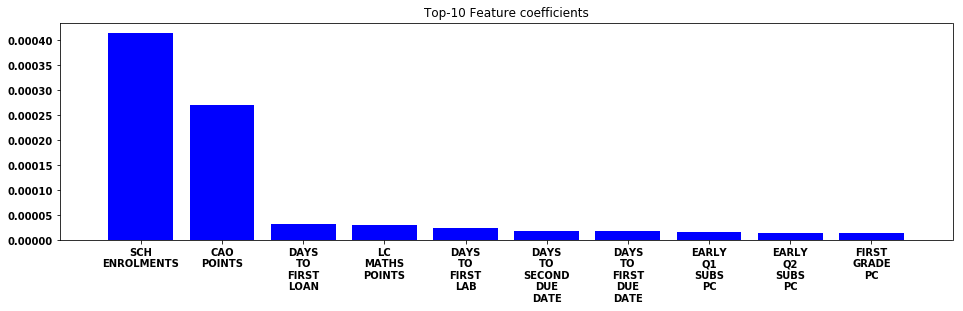 Top-10 Feature coefficients
0.00040
0.00035
0.00030
0.00025
0.00020
0.00015
0.00010
0.00005
0.00000
SCH
ENROLMENTS
CAO
POINTS
DAYS
TO
FIRST
LOAN
LC
MATHS
POINTS
DAYS
TO
FIRST
LAB
DAYS
TO
SECOND
DUE
DATE
DAYS
TO
FIRST
DUE
DATE
EARLY
Q1
SUBS
PC
EARLY
Q2
SUBS
PC
FIRST
GRADE
PC